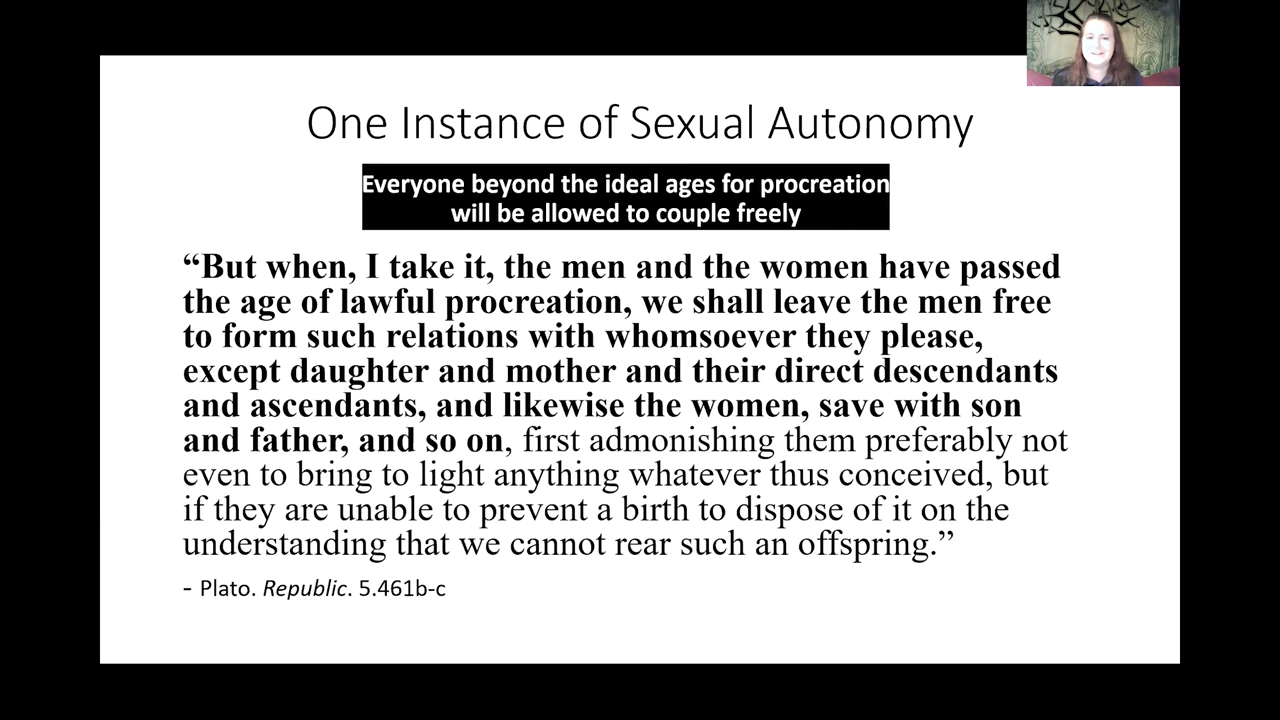 One Instance of Sexual Autonomy
Everyone beyond the ideal ages for procreation
will be allowed to couple freely
“But when, I take it, the men and the women have passed
the age of lawful procreation, we shall leave the men free
to form such relations with whomsoever they please,
except daughter and mother and their direct descendants
and ascendants, and likewise the women, save with son
and father, and so on, first admonishing them preferably not
even to bring to light anything whatever thus conceived, but
if they are unable to prevent a birth to dispose of it on the
understanding that we cannot rear such an offspring.”
- Plato. Republic. 5.461b-c